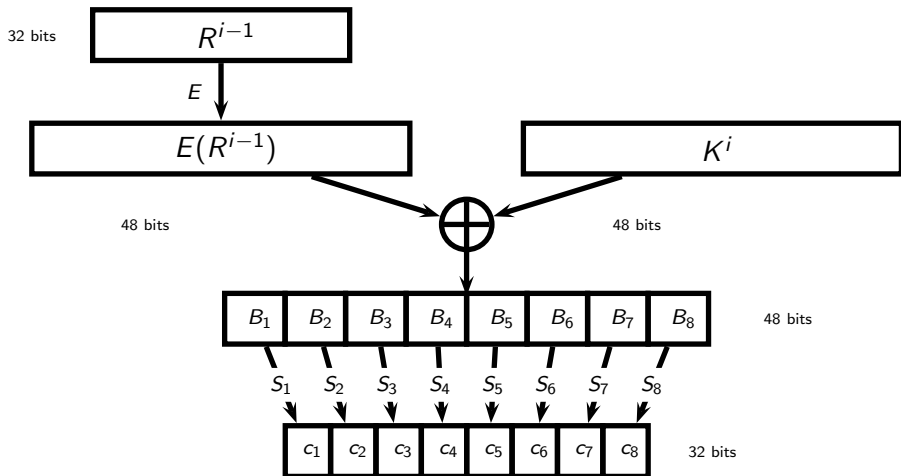 32 bits R^{i−1}
E
E(R^{i−1}) K^i
48 bits 48 bits
B_1 B_2 B_3 B_4 B_5 B_6 B_7 B_8 48 bits
S_1 S_2 S_3 S_4 S_5 S_6 S_7 S_8
c_1 c_2 c_3 c_4 c_5 c_6 c_7 c_8 32 bits